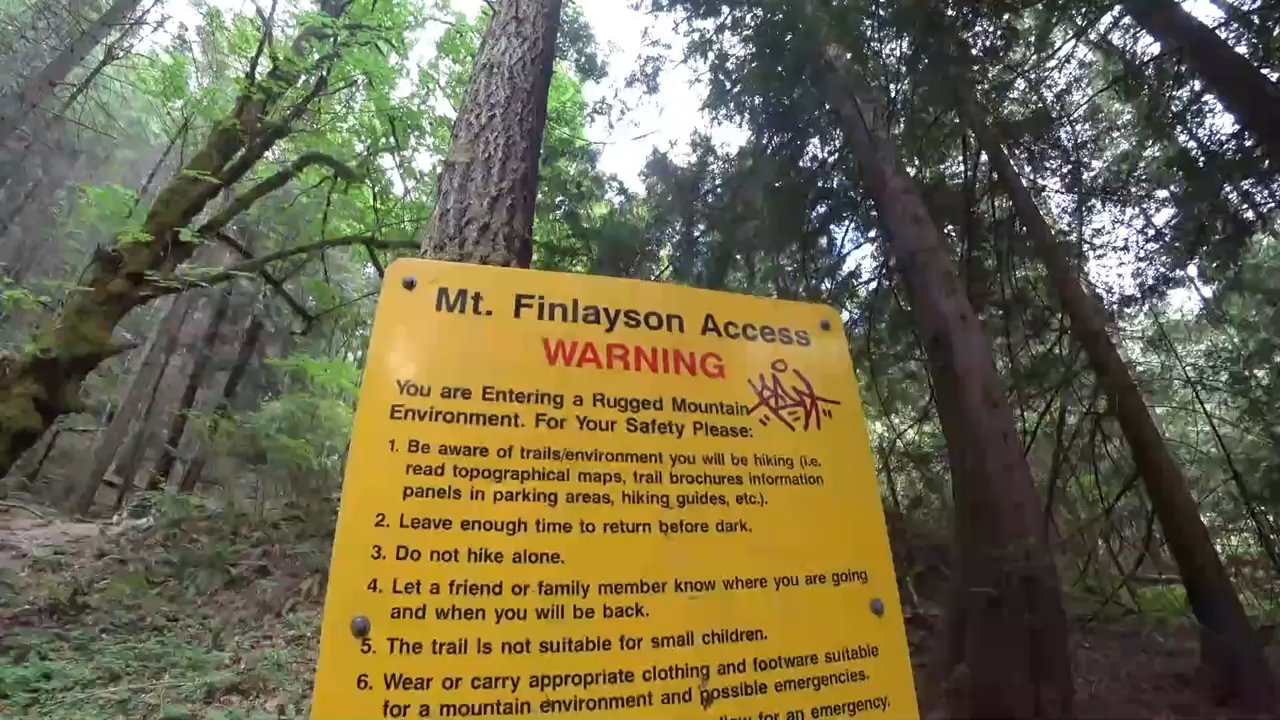 Mt. Finlayson Access
WARNING
You are Entering a Rugged Mountain
Environment. For Your Safety Please:
1. Be aware of trails/environment you will be hiking (i.e.
read topographical maps, trail brochures information
panels in parking areas, hiking guides, etc.).
2. Leave enough time to return before dark.
3. Do not hike alone.
4. Let a friend or family member know where you are going
and when you will be back.
5. The trail Is not suitable for small children.
6. Wear or carry appropriate clothing and footware suitable
for a mountain environment and possible emergencies.
for an emergency.